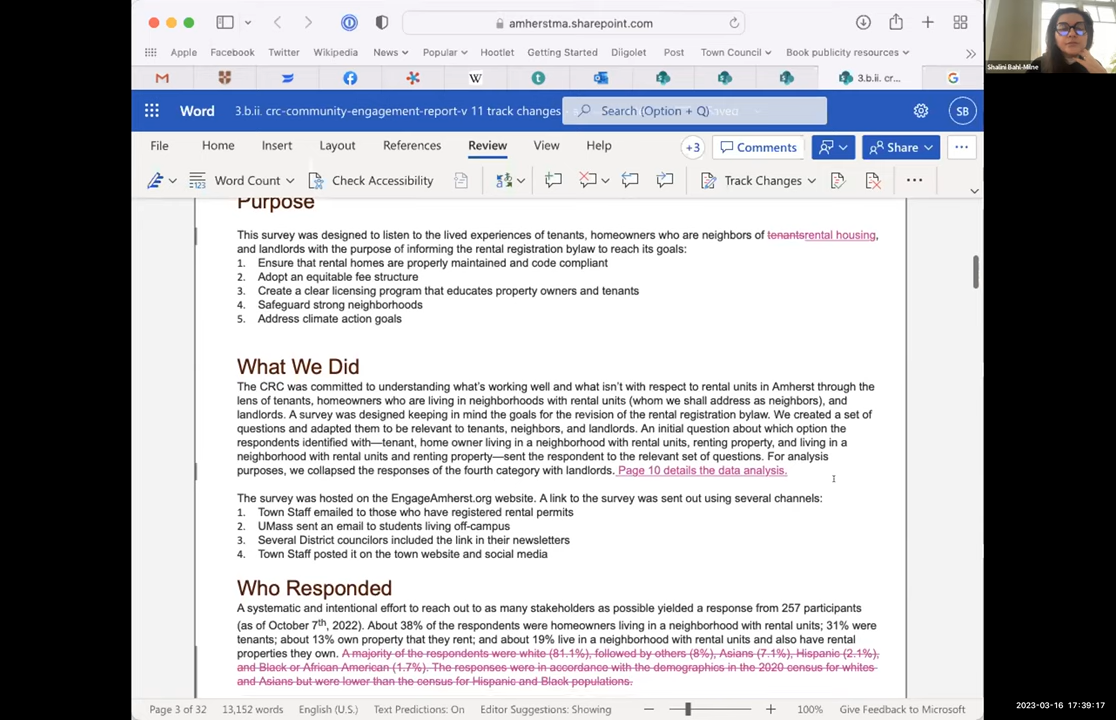 amherstma.sharepoint.com
Apple Facebook Twitter Wikipedia News Popular Hootlet Getting Started Diigolet Post Town Council Book publicity resources
3.b.ii. cr...
Word 3.b.ii. crc-community-engagement-report-v 11 track changes Search (Option + Q) SB
File Home Insert Layout References Review View Help +3 Comments Share
Word Count Check Accessibility Track Changes
Purpose
This survey was designed to listen to the lived experiences of tenants, homeowners who are neighbors of tenantsrental housing,
and landlords with the purpose of informing the rental registration bylaw to reach its goals:
1. Ensure that rental homes are properly maintained and code compliant
2. Adopt an equitable fee structure
3. Create a clear licensing program that educates property owners and tenants
4. Safeguard strong neighborhoods
5. Address climate action goals
What We Did
The CRC was committed to understanding what's working well and what isn't with respect to rental units in Amherst through the
lens of tenants, homeowners who are living in neighborhoods with rental units (whom we shall address as neighbors), and
landlords. A survey was designed keeping in mind the goals for the revision of the rental registration bylaw. We created a set of
questions and adapted them to be relevant to tenants, neighbors, and landlords. An initial question about which option the
respondents identified with—tenant, home owner living in a neighborhood with rental units, renting property, and living in a
neighborhood with rental units and renting property—sent the respondent to the relevant set of questions. For analysis
purposes, we collapsed the responses of the fourth category with landlords. Page 10 details the data analysis.
The survey was hosted on the EngageAmherst.org website. A link to the survey was sent out using several channels:
1. Town Staff emailed to those who have registered rental permits
2. UMass sent an email to students living off-campus
3. Several District councilors included the link in their newsletters
4. Town Staff posted it on the town website and social media
Who Responded
A systematic and intentional effort to reach out to as many stakeholders as possible yielded a response from 257 participants
(as of October 7th, 2022). About 38% of the respondents were homeowners living in a neighborhood with rental units; 31% were
tenants; about 13% own property that they rent; and about 19% live in a neighborhood with rental units and also have rental
properties they own. A majority of the respondents were white (81.1%), followed by others (8%), Asians (7.1%), Hispanic (2.1%),
and Black or African American (1.7%). The responses were in accordance with the demographics in the 2020 census for whites
and Asians but were lower than the census for Hispanic and Black populations.
Page 3 of 32 13,152 words English (U.S.) Text Predictions: On Editor Suggestions: Showing 100% Give Feedback to Microsoft
Shalini Bahl-Milne
2023-03-16 17:39:17